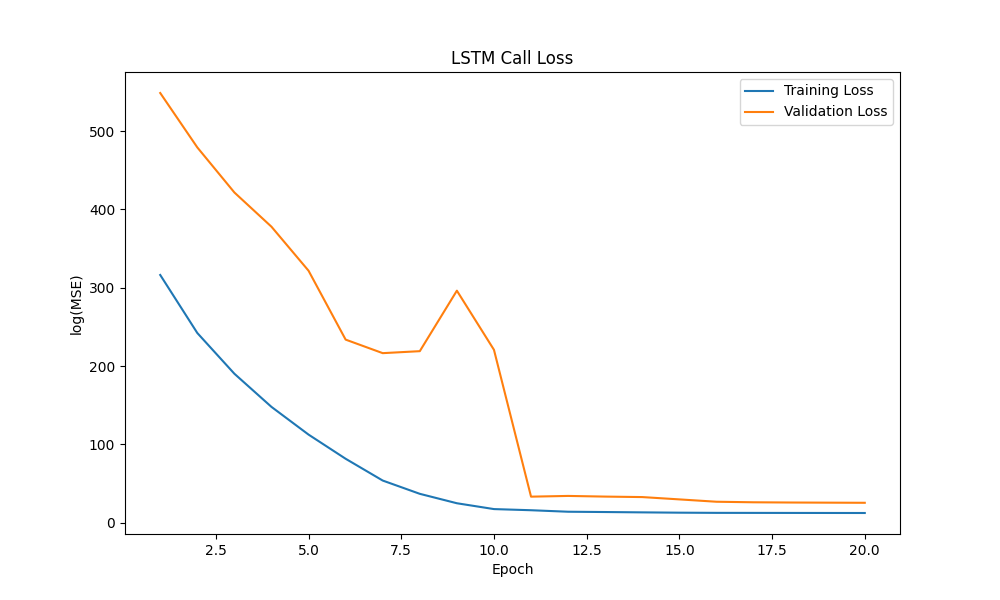 LSTM Call Loss
Training Loss
Validation Loss
500
400
300
200
100
0
log(MSE)
2.5 5.0 7.5 10.0 12.5 15.0 17.5 20.0
Epoch